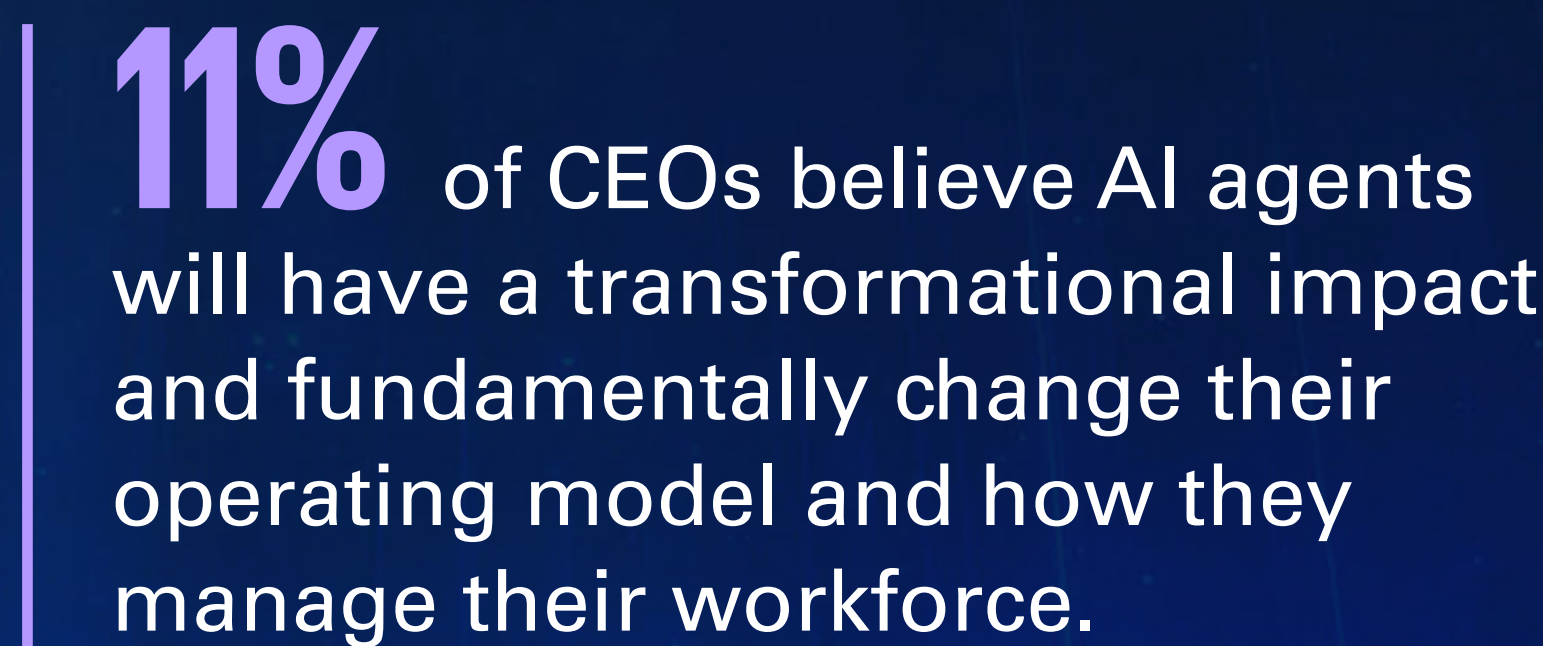 11% of CEOs believe AI agents
will have a transformational impact
and fundamentally change their
operating model and how they
manage their workforce.